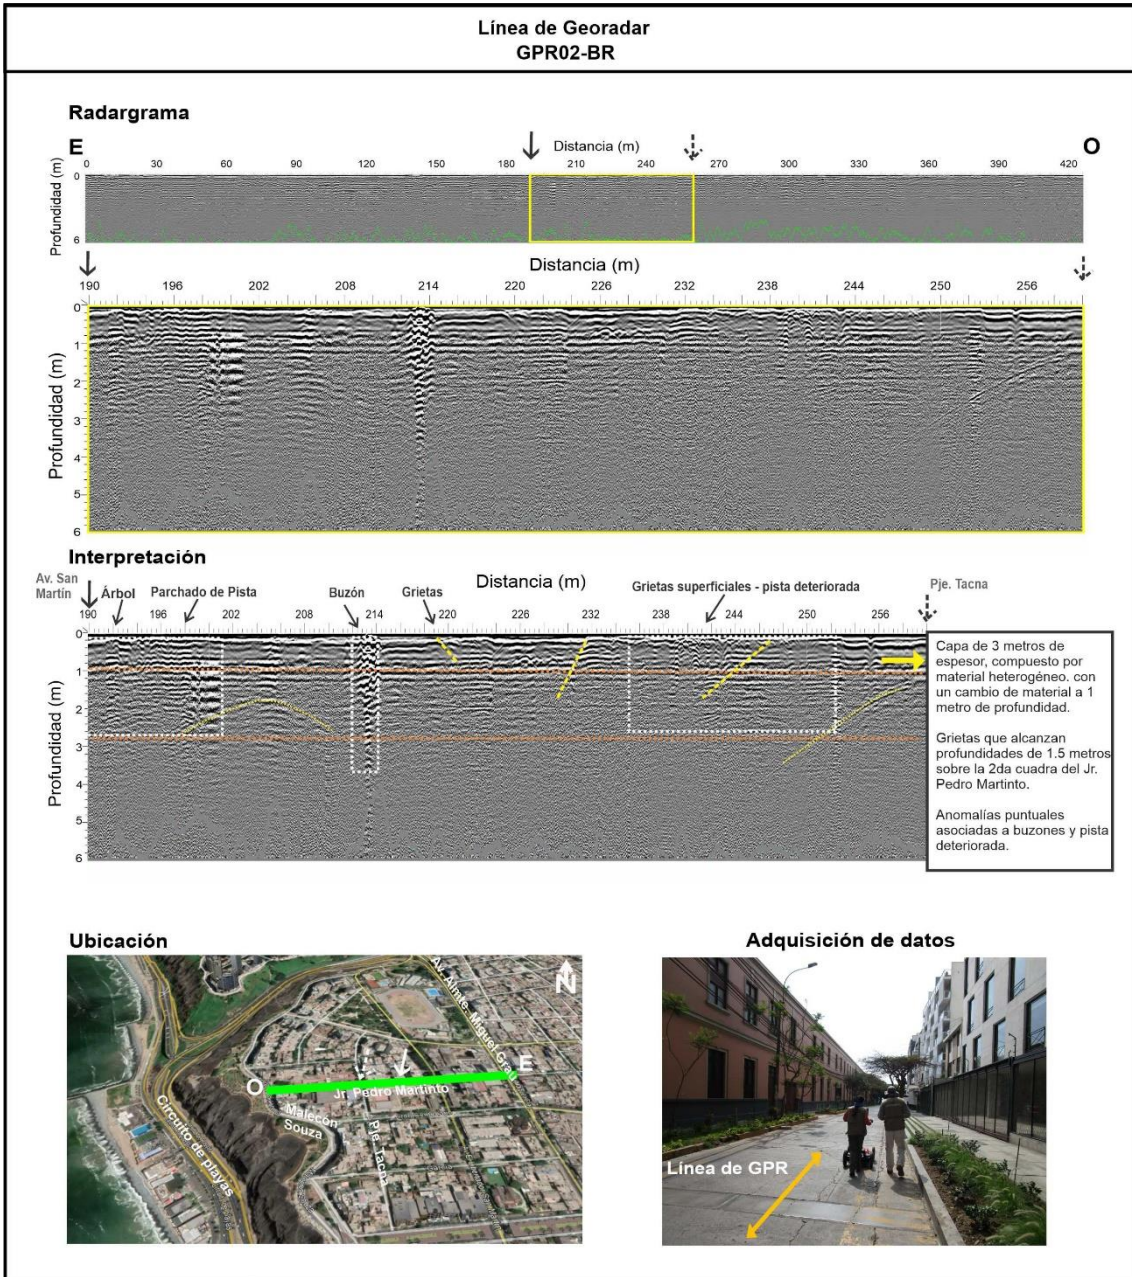 Línea de Georadar
GPR02-BR
Radargrama
E
Distancia (m)
O
0 30 60 90 120 150 180 210 240 270 300 330 360 390 420
Profundidad (m)
0
6
Distancia (m)
190 196 202 208 214 220 226 232 238 244 250 256
Profundidad (m)
0
1
2
3
4
5
6
Interpretación
Av. San
Martín
Árbol
Parchado de Pista
Buzón
Grietas
Distancia (m)
Grietas superficiales - pista deteriorada
Pje. Tacna
190 196 202 208 214 220 226 232 238 244 250 256
Profundidad (m)
0
1
2
3
4
5
6
Capa de 3 metros de
espesor, compuesto por
material heterogéneo. con
un cambio de material a 1
metro de profundidad.
Grietas que alcanzan
profundidades de 1.5 metros
sobre la 2da cuadra del Jr.
Pedro Martinto.
Anomalías puntuales
asociadas a buzones y pista
deteriorada.
Ubicación
N
Av. Almte. Miguel Grau
E
O
Jr. Pedro Martinto
Malecón
Souza
Pje. Tacna
Circuito de playas
Adquisición de datos
Línea de GPR